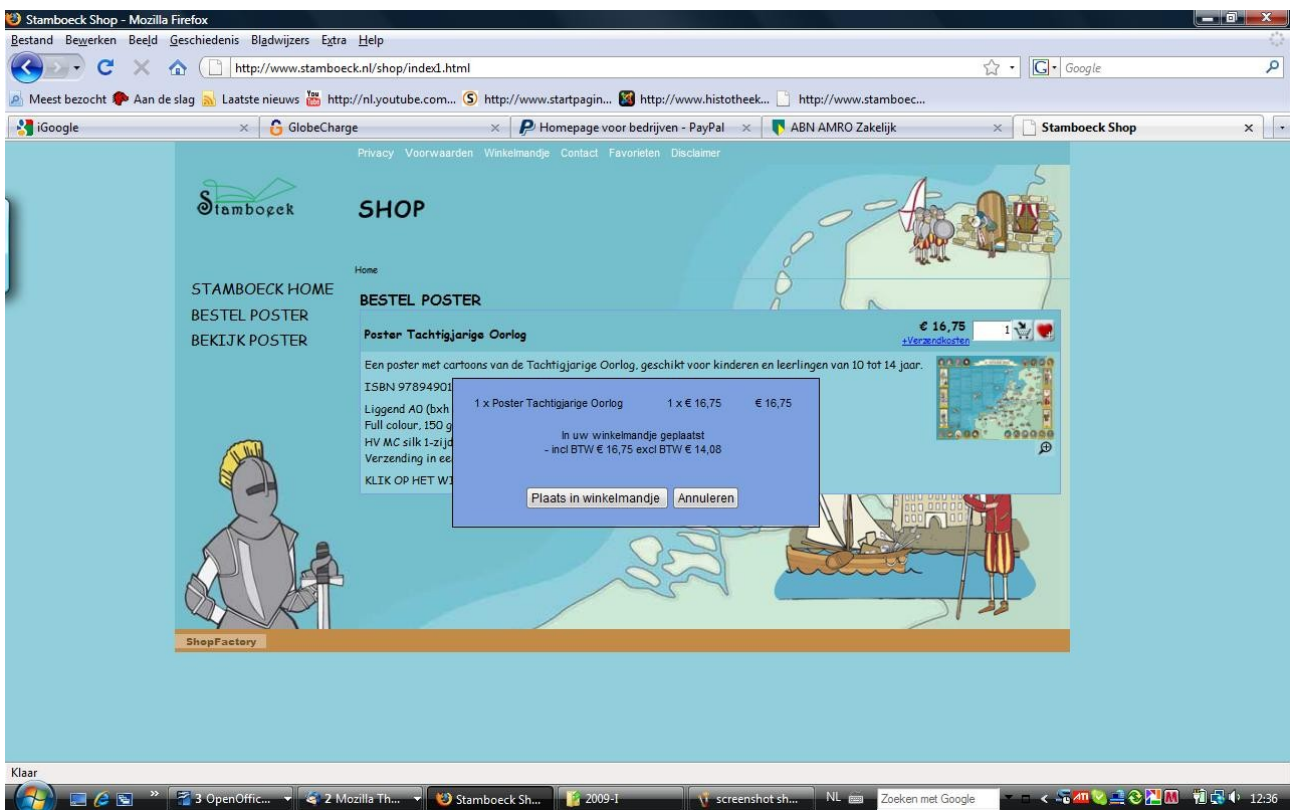 Stamboeck Shop - Mozilla Firefox
Bestand Bewerken Beeld Geschiedenis Bladwijzers Extra Help
http://www.stamboeck.nl/shop/index1.html
Google
Meest bezocht Aan de slag Laatste nieuws http://nl.youtube.com... http://www.startpagin... http://www.histotheek... http://www.stamboec...
iGoogle GlobeCharge Homepage voor bedrijven - PayPal ABN AMRO Zakelijk Stamboeck Shop
Privacy Voorwaarden Winkelmandje Contact Favorieten Disclaimer
Stamboeck
SHOP
Home
STAMBOECK HOME
BESTEL POSTER
BEKIJK POSTER
BESTEL POSTER
Poster Tachtigjarige Oorlog
€ 16,75
1
+Verzendkosten
Een poster met cartoons van de Tachtigjarige Oorlog, geschikt voor kinderen en leerlingen van 10 tot 14 jaar.
ISBN 97894901
Liggend A0 (bxh
Full colour, 150 g
HV MC silk 1-zijd
Verzending in ee
KLIK OP HET WI
1 x Poster Tachtigjarige Oorlog 1 x € 16,75 € 16,75
In uw winkelmandje geplaatst
- incl BTW € 16,75 excl BTW € 14,08
Plaats in winkelmandje Annuleren
ShopFactory
Klaar
3 OpenOffic... 2 Mozilla Th... Stamboeck Sh... 2009-I screenshot sh... NL Zoeken met Google 12:36